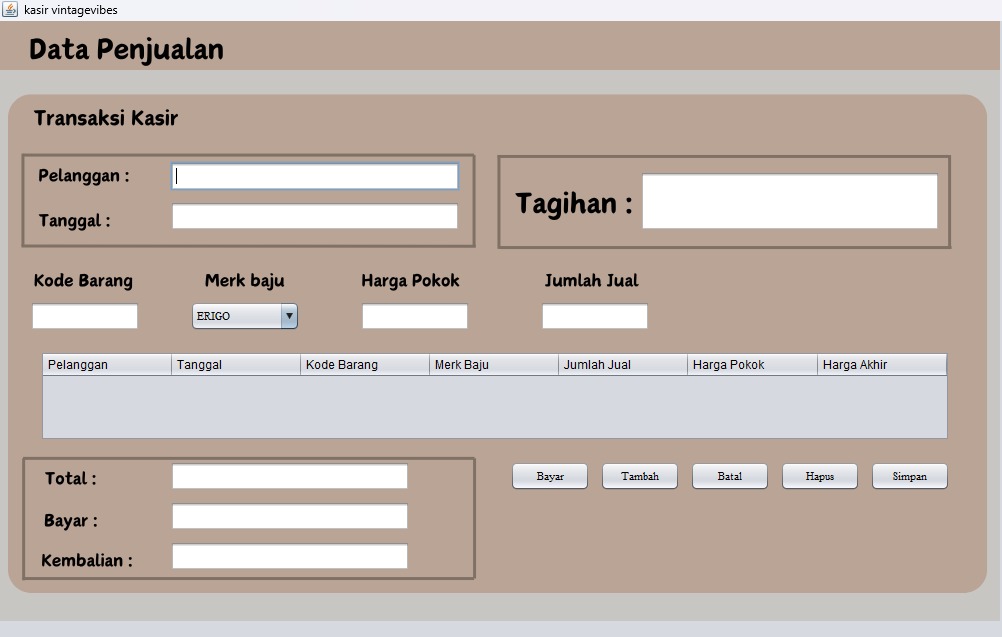 kasir vintagevibes
Data Penjualan
Transaksi Kasir
Pelanggan :
Tanggal :
Tagihan :
Kode Barang Merk baju Harga Pokok Jumlah Jual
ERIGO
Pelanggan Tanggal Kode Barang Merk Baju Jumlah Jual Harga Pokok Harga Akhir
Total :
Bayar :
Kembalian :
Bayar Tambah Batal Hapus Simpan